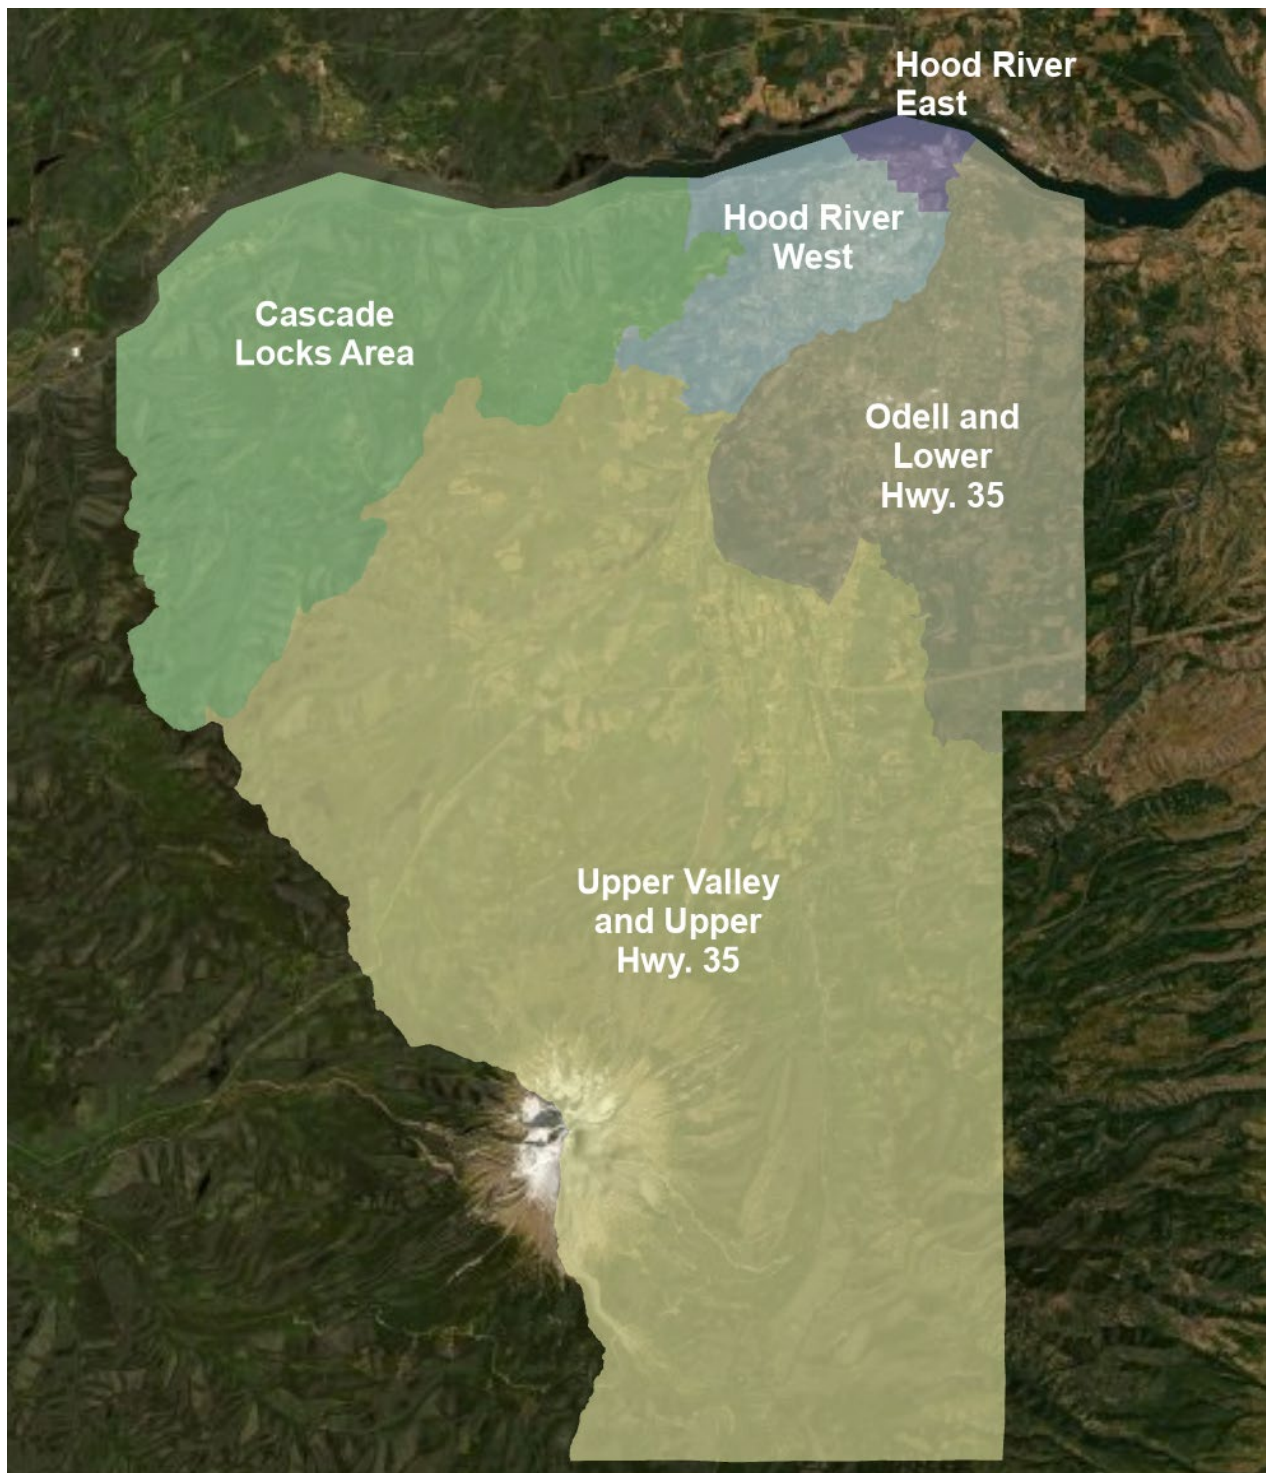 Hood River
East
Hood River
West
Cascade
Locks Area
Odell and
Lower
Hwy. 35
Upper Valley
and Upper
Hwy. 35